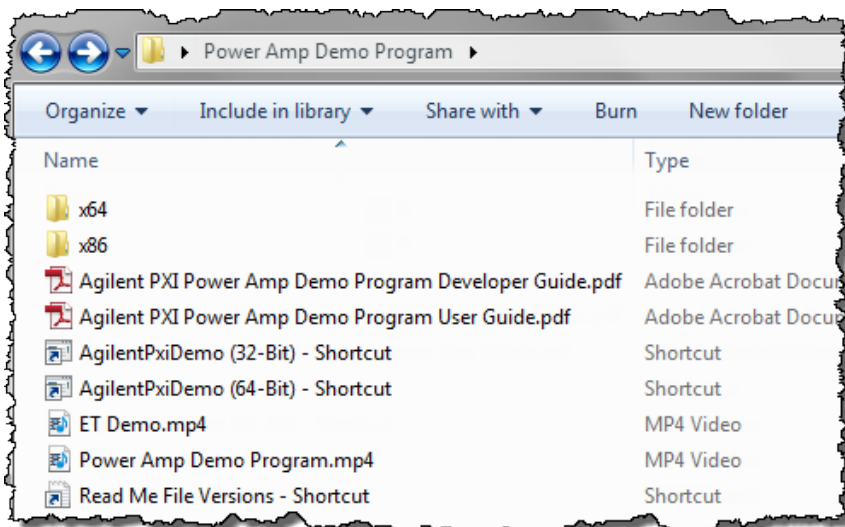 Power Amp Demo Program
Organize Include in library Share with Burn New folder
Name Type
x64 File folder
x86 File folder
Agilent PXI Power Amp Demo Program Developer Guide.pdf Adobe Acrobat Docu
Agilent PXI Power Amp Demo Program User Guide.pdf Adobe Acrobat Docu
AgilentPxiDemo (32-Bit) - Shortcut Shortcut
AgilentPxiDemo (64-Bit) - Shortcut Shortcut
ET Demo.mp4 MP4 Video
Power Amp Demo Program.mp4 MP4 Video
Read Me File Versions - Shortcut Shortcut